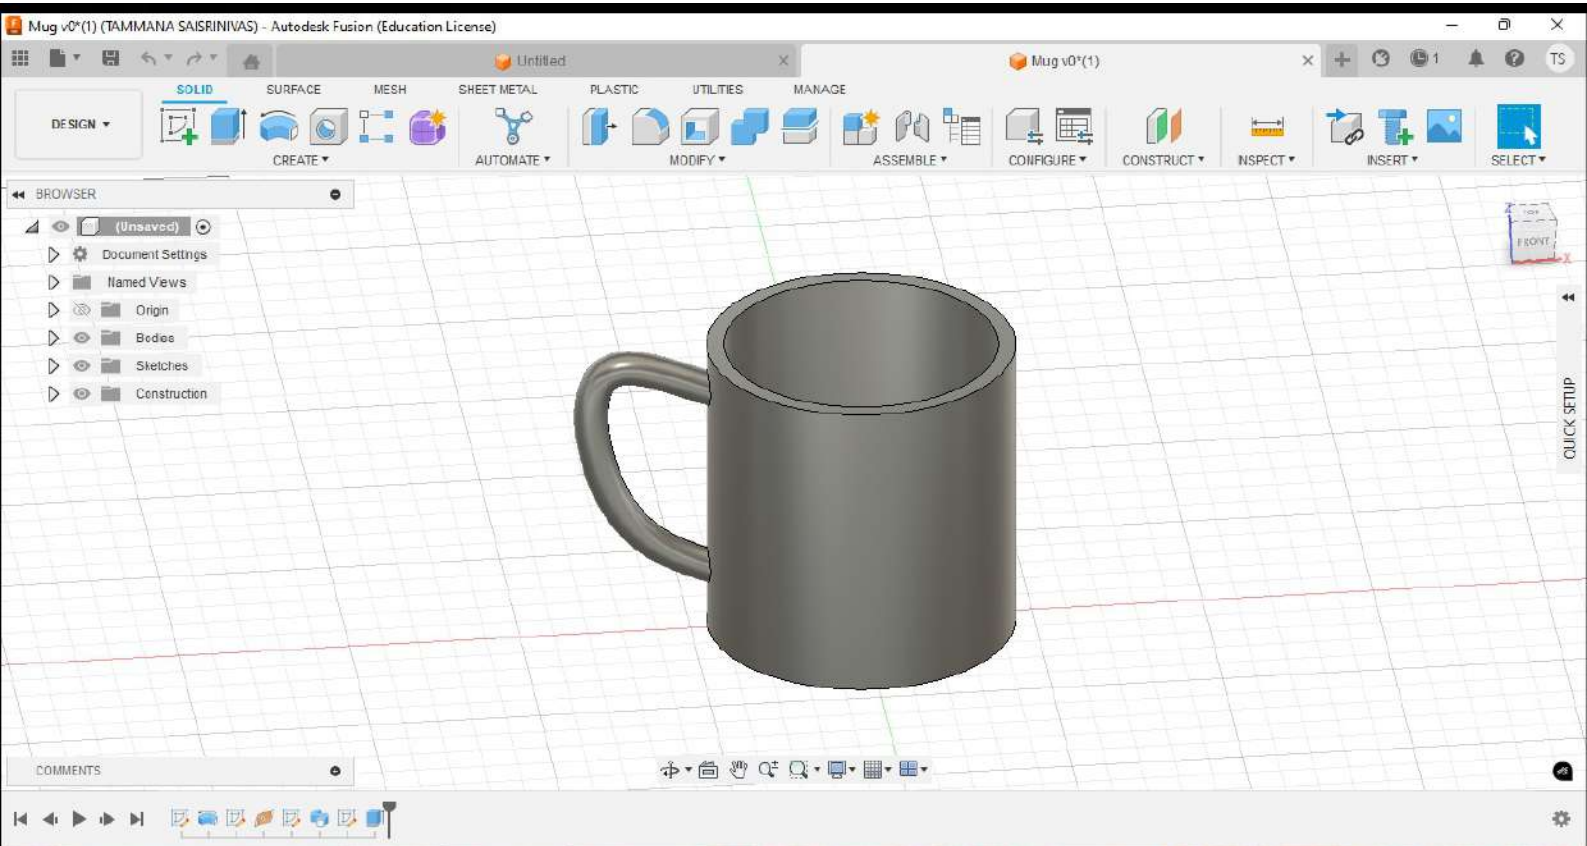 Mug v0*(1) (TAMMANA SAISRINIVAS) - Autodesk Fusion (Education License)
Untitled
Mug v0*(1)
1
TS
SOLID SURFACE MESH SHEET METAL PLASTIC UTILITIES MANAGE
DESIGN
CREATE AUTOMATE MODIFY ASSEMBLE CONFIGURE CONSTRUCT INSPECT INSERT SELECT
BROWSER
(Unsaved)
Document Settings
Named Views
Origin
Bodies
Sketches
Construction
TOP
FRONT
Z
X
QUICK SETUP
COMMENTS